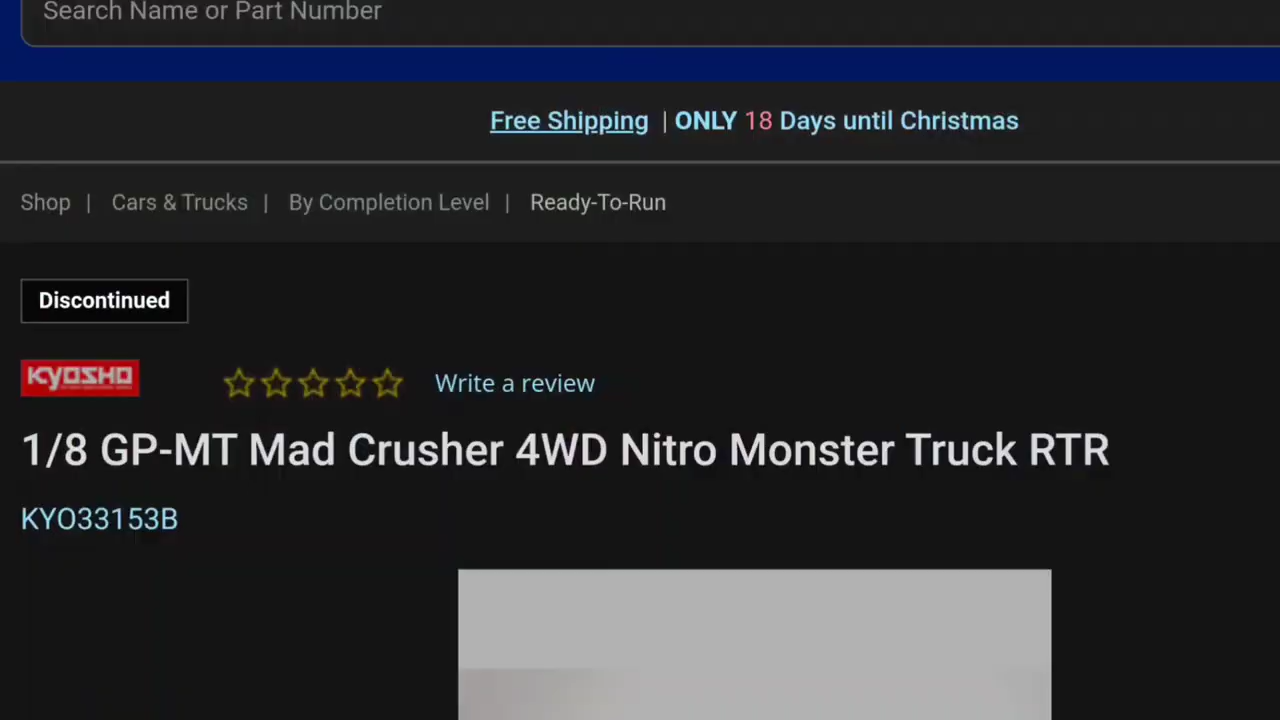 Search Name or Part Number
Free Shipping | ONLY 18 Days until Christmas
Shop | Cars & Trucks | By Completion Level | Ready-To-Run
Discontinued
KYOSHO Write a review
1/8 GP-MT Mad Crusher 4WD Nitro Monster Truck RTR
KYO33153B